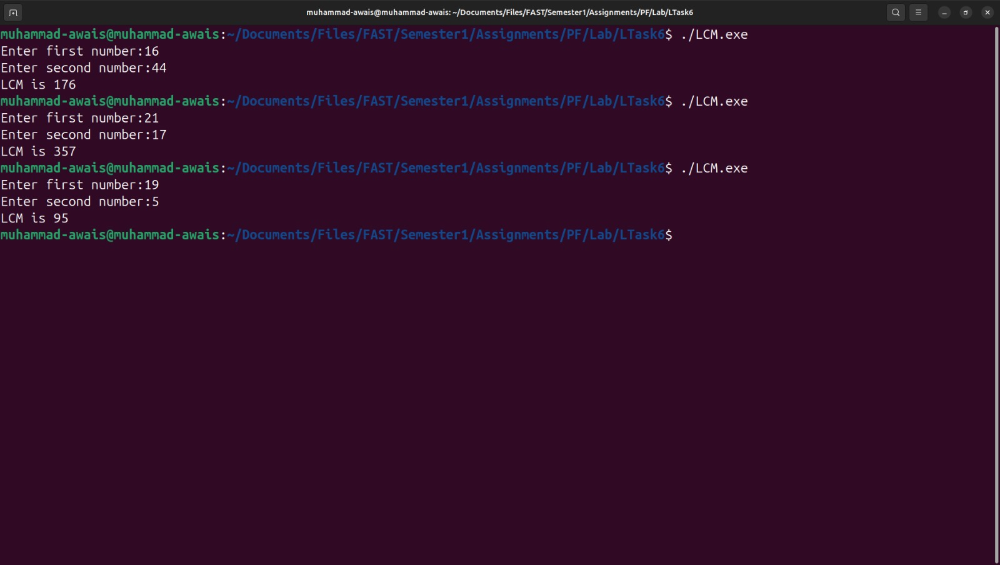 muhammad-awais@muhammad-awais: ~/Documents/Files/FAST/Semester1/Assignments/PF/Lab/LTask6
muhammad-awais@muhammad-awais:~/Documents/Files/FAST/Semester1/Assignments/PF/Lab/LTask6$ ./LCM.exe
Enter first number:16
Enter second number:44
LCM is 176
muhammad-awais@muhammad-awais:~/Documents/Files/FAST/Semester1/Assignments/PF/Lab/LTask6$ ./LCM.exe
Enter first number:21
Enter second number:17
LCM is 357
muhammad-awais@muhammad-awais:~/Documents/Files/FAST/Semester1/Assignments/PF/Lab/LTask6$ ./LCM.exe
Enter first number:19
Enter second number:5
LCM is 95
muhammad-awais@muhammad-awais:~/Documents/Files/FAST/Semester1/Assignments/PF/Lab/LTask6$